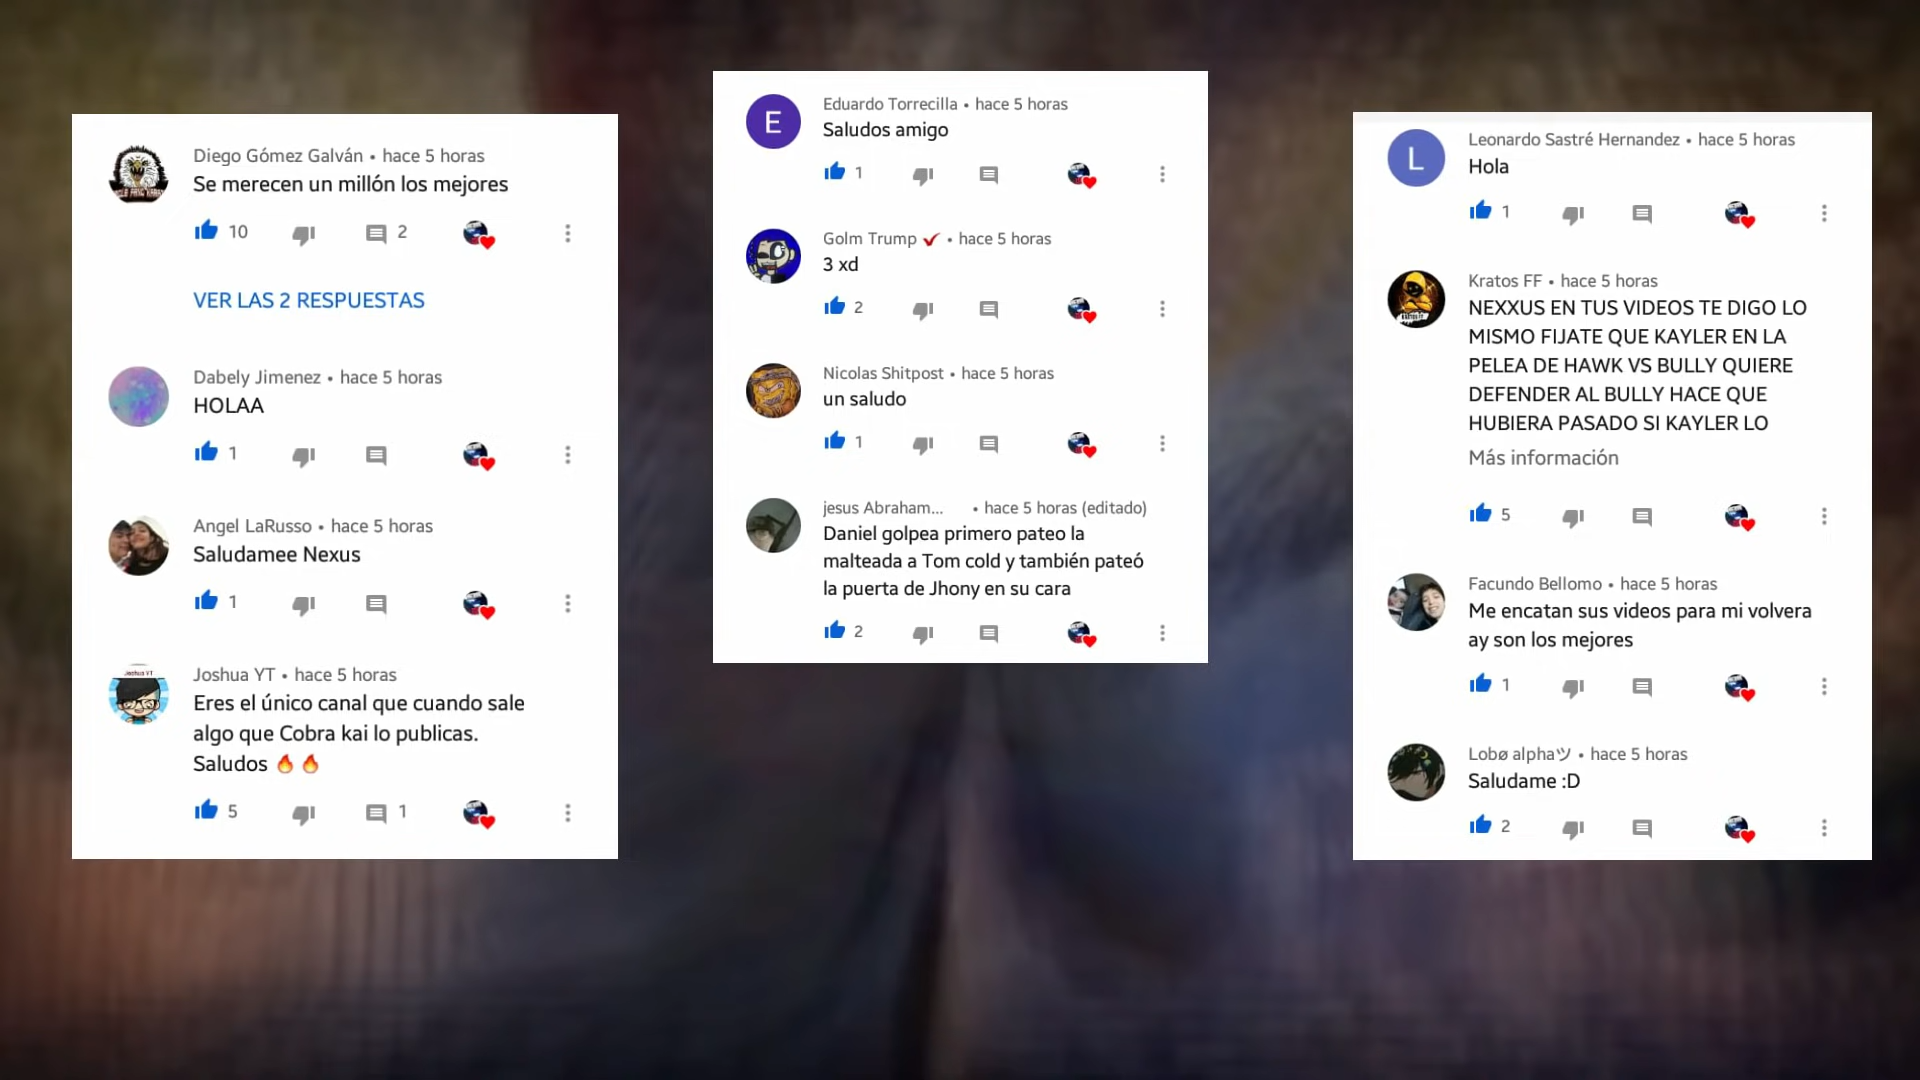 Diego Gómez Galván • hace 5 horas
Se merecen un millón los mejores
10 2
VER LAS 2 RESPUESTAS
Dabely Jimenez • hace 5 horas
HOLAA
1
Angel LaRusso • hace 5 horas
Saludamee Nexus
1
Joshua YT
Joshua YT • hace 5 horas
Eres el único canal que cuando sale
algo que Cobra kai lo publicas.
Saludos 🔥🔥
5 1
E
Eduardo Torrecilla • hace 5 horas
Saludos amigo
1
Golm Trump ✓ • hace 5 horas
3 xd
2
Nicolas Shitpost • hace 5 horas
un saludo
1
jesus Abraham... • hace 5 horas (editado)
Daniel golpea primero pateo la
malteada a Tom cold y también pateó
la puerta de Jhony en su cara
2
L
Leonardo Sastré Hernandez • hace 5 horas
Hola
1
Kratos FF • hace 5 horas
NEXXUS EN TUS VIDEOS TE DIGO LO
MISMO FIJATE QUE KAYLER EN LA
PELEA DE HAWK VS BULLY QUIERE
DEFENDER AL BULLY HACE QUE
HUBIERA PASADO SI KAYLER LO
Más información
5
Facundo Bellomo • hace 5 horas
Me encatan sus videos para mi volvera
ay son los mejores
1
Lobø alphaツ • hace 5 horas
Saludame :D
2